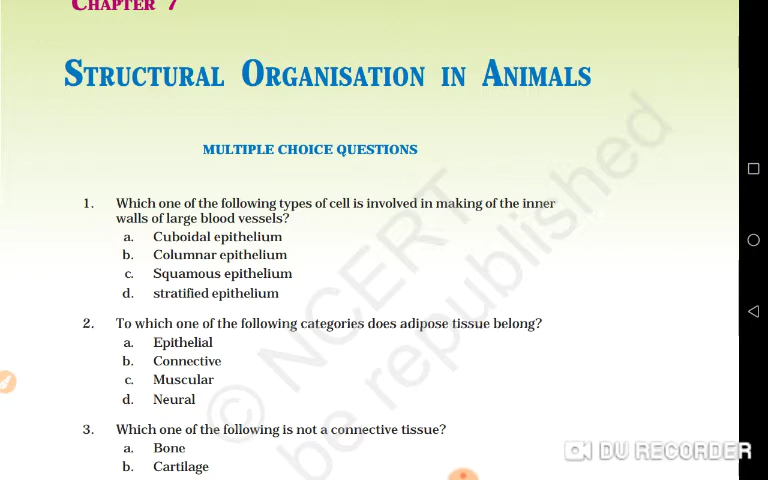 CHAPTER 7
STRUCTURAL ORGANISATION IN ANIMALS
MULTIPLE CHOICE QUESTIONS
1. Which one of the following types of cell is involved in making of the inner
walls of large blood vessels?
a. Cuboidal epithelium
b. Columnar epithelium
c. Squamous epithelium
d. stratified epithelium
2. To which one of the following categories does adipose tissue belong?
a. Epithelial
b. Connective
c. Muscular
d. Neural
3. Which one of the following is not a connective tissue?
a. Bone
b. Cartilage
© NCERT
be republished
DU RECORDER